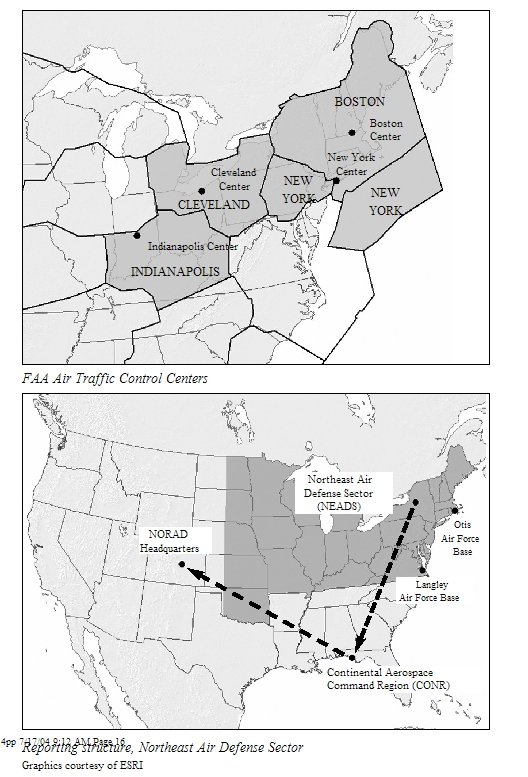 BOSTON
Boston
Center
New York
Center
Cleveland
Center
NEW
YORK
NEW
YORK
CLEVELAND
Indianapolis Center
INDIANAPOLIS
FAA Air Traffic Control Centers
Northeast Air
Defense Sector
(NEADS)
NORAD
Headquarters
Otis
Air Force
Base
Langley
Air Force Base
Continental Aerospace
Command Region (CONR)
4pp 7/17/04 9:12 AM Page 16
Reporting structure, Northeast Air Defense Sector
Graphics courtesy of ESRI